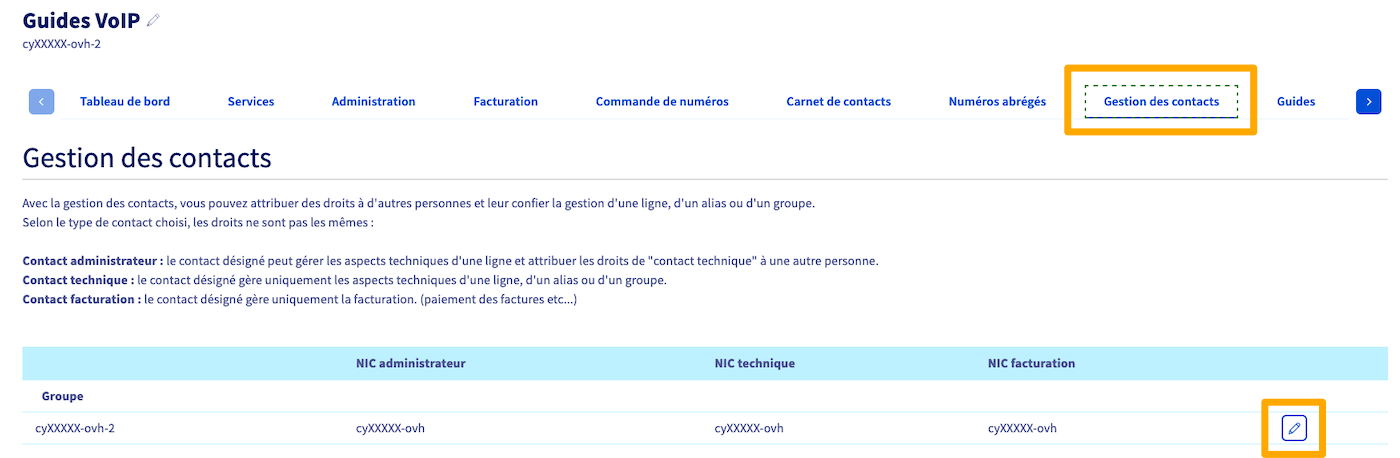 Guides VoIP
cyXXXXX-ovh-2
Tableau de bord Services Administration Facturation Commande de numéros Carnet de contacts Numéros abrégés Gestion des contacts Guides
Gestion des contacts
Avec la gestion des contacts, vous pouvez attribuer des droits à d'autres personnes et leur confier la gestion d'une ligne, d'un alias ou d'un groupe.
Selon le type de contact choisi, les droits ne sont pas les mêmes :
Contact administrateur : le contact désigné peut gérer les aspects techniques d'une ligne et attribuer les droits de "contact technique" à une autre personne.
Contact technique : le contact désigné gère uniquement les aspects techniques d'une ligne, d'un alias ou d'un groupe.
Contact facturation : le contact désigné gère uniquement la facturation. (paiement des factures etc...)
NIC administrateur NIC technique NIC facturation
Groupe
cyXXXXX-ovh-2 cyXXXXX-ovh cyXXXXX-ovh cyXXXXX-ovh